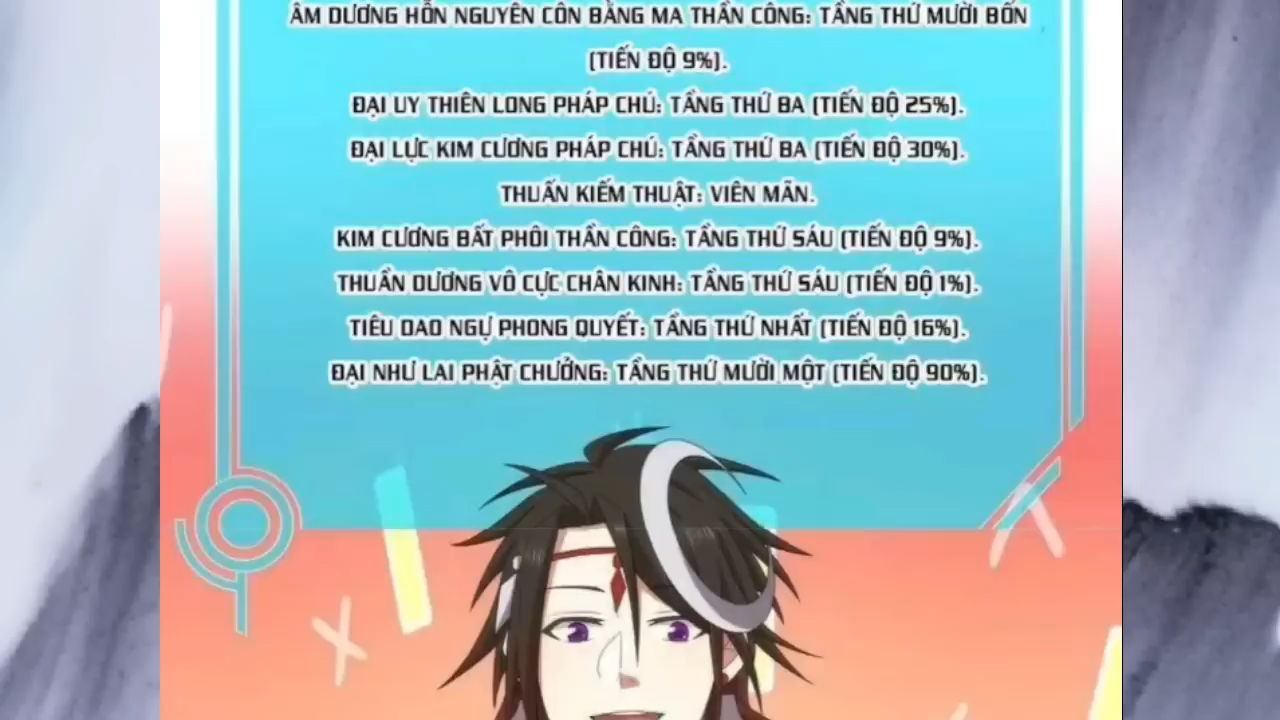 ÂM DƯƠNG HỖN NGUYÊN CÔN BẰNG MA THẦN CÔNG: TẦNG THỨ MƯỜI BỐN
(TIẾN ĐỘ 9%).
ĐẠI UY THIÊN LONG PHÁP CHÚ: TẦNG THỨ BA (TIẾN ĐỘ 25%).
ĐẠI LỰC KIM CƯƠNG PHÁP CHÚ: TẦNG THỨ BA (TIẾN ĐỘ 30%).
THUẤN KIẾM THUẬT: VIÊN MÃN.
KIM CƯƠNG BẤT PHÔI THẦN CÔNG: TẦNG THỨ SÁU (TIẾN ĐỘ 9%).
THUẦN DƯƠNG VÔ CỰC CHÂN KINH: TẦNG THỨ SÁU (TIẾN ĐỘ 1%).
TIÊU DAO NGỰ PHONG QUYẾT: TẦNG THỨ NHẤT (TIẾN ĐỘ 16%).
ĐẠI NHƯ LAI PHẬT CHƯỞNG: TẦNG THỨ MƯỜI MỘT (TIẾN ĐỘ 90%).